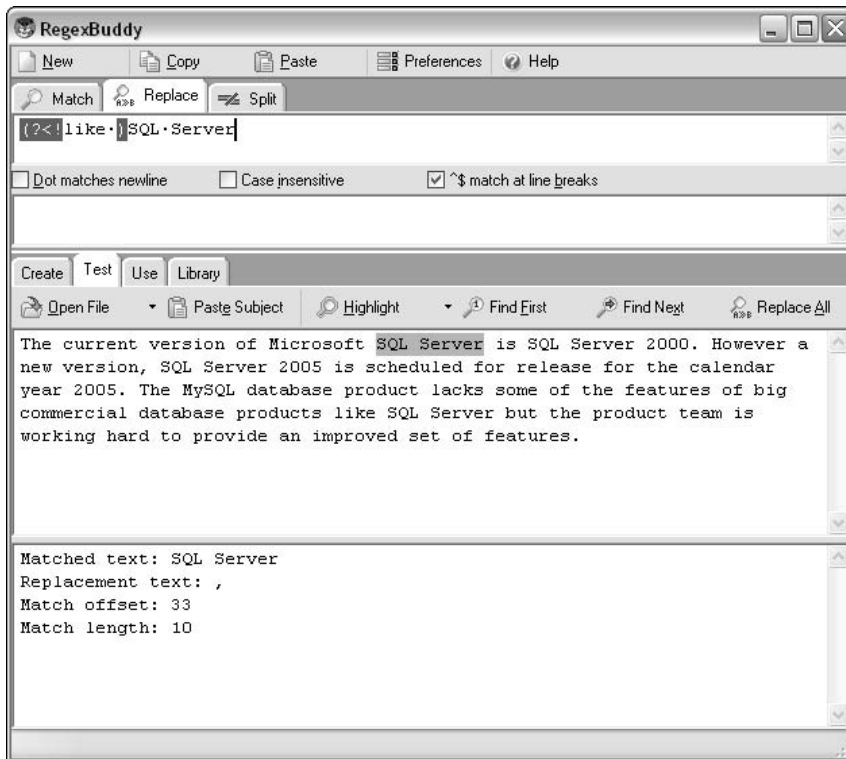 RegexBuddy
New Copy Paste Preferences Help
Match Replace Split
(?<!like·)SQL·Server
Dot matches newline Case insensitive ^$ match at line breaks
Create Test Use Library
Open File Paste Subject Highlight Find First Find Next Replace All
The current version of Microsoft SQL Server is SQL Server 2000. However a
new version, SQL Server 2005 is scheduled for release for the calendar
year 2005. The MySQL database product lacks some of the features of big
commercial database products like SQL Server but the product team is
working hard to provide an improved set of features.
Matched text: SQL Server
Replacement text: ,
Match offset: 33
Match length: 10